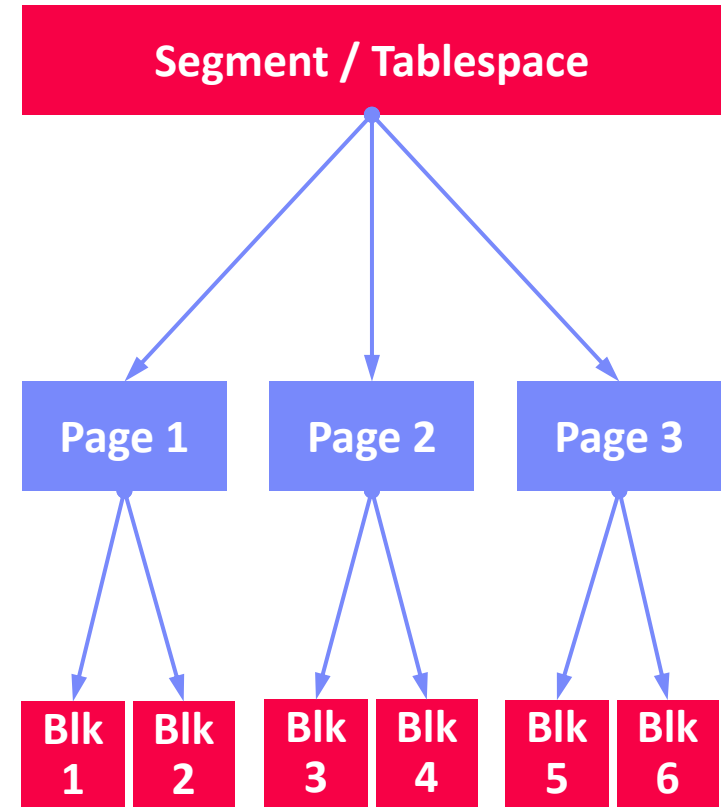 Segment / Tablespace
Page 1
Page 2
Page 3
Blk
1
Blk
2
Blk
3
Blk
4
Blk
5
Blk
6